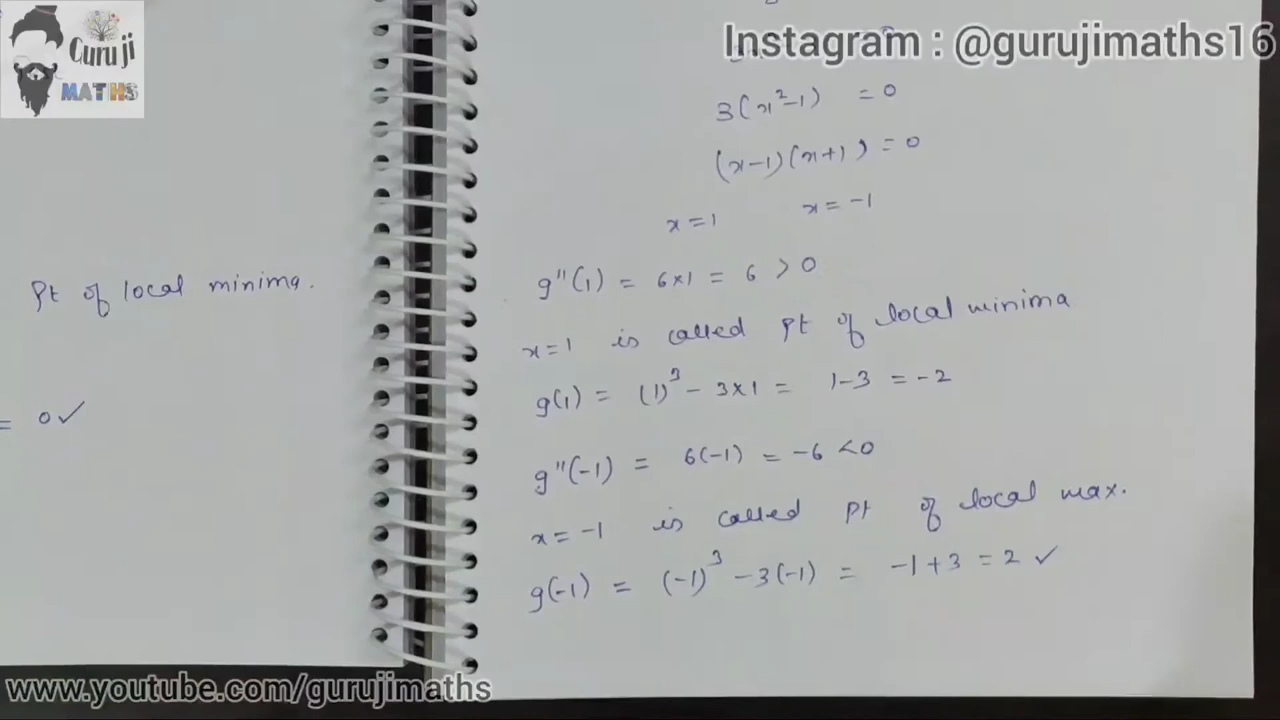 Guru ji
MATHS
Instagram : @gurujimaths16
Pt of local minima.
= 0✓
3(x²-1) = 0
(x-1)(x+1) = 0
x=1 x=-1
g"(1) = 6×1 = 6 > 0
x=1 is called pt of local minima
g(1) = (1)³ - 3×1 = 1-3 = -2
g"(-1) = 6(-1) = -6 <0
x=-1 is called pt of local max.
g(-1) = (-1)³ -3(-1) = -1+3 = 2 ✓
www.youtube.com/gurujimaths